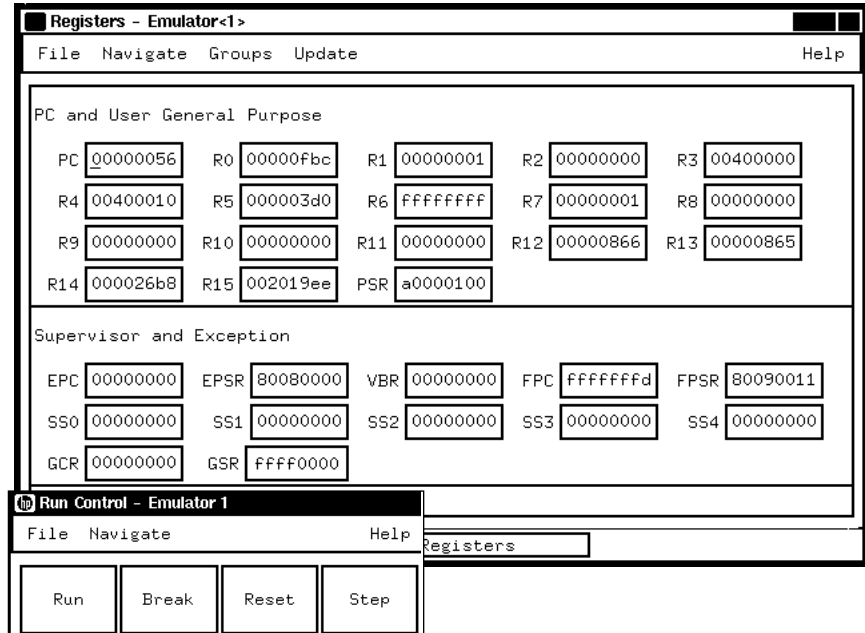 Registers - Emulator<1>
File Navigate Groups Update Help
PC and User General Purpose
PC 00000056 R0 00000fbc R1 00000001 R2 00000000 R3 00400000
R4 00400010 R5 000003d0 R6 ffffffff R7 00000001 R8 00000000
R9 00000000 R10 00000000 R11 00000000 R12 00000866 R13 00000865
R14 000026b8 R15 002019ee PSR a0000100
Supervisor and Exception
EPC 00000000 EPSR 80080000 VBR 00000000 FPC fffffffd FPSR 80090011
SS0 00000000 SS1 00000000 SS2 00000000 SS3 00000000 SS4 00000000
GCR 00000000 GSR ffff0000
hp Run Control - Emulator 1
File Navigate Help
Registers
Run Break Reset Step